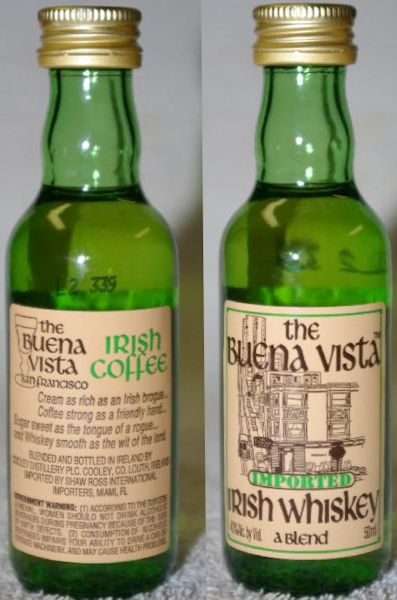 L2 339
the
Buena
Vista
San Francisco
IRISH
COFFEE
Cream as rich as an Irish brogue...
Coffee strong as a friendly hand...
Sugar sweet as the tongue of a rogue...
and Whiskey smooth as the wit of the land.
BLENDED AND BOTTLED IN IRELAND BY
COOLEY DISTILLERY PLC. COOLEY, CO. LOUTH, IRELAND
IMPORTED BY SHAW ROSS INTERNATIONAL
IMPORTERS, MIAMI, FL
GOVERNMENT WARNING: (1) ACCORDING TO THE SURGEON
GENERAL, WOMEN SHOULD NOT DRINK ALCOHOLIC
BEVERAGES DURING PREGNANCY BECAUSE OF THE RISK
OF BIRTH DEFECTS. (2) CONSUMPTION OF ALCOHOLIC
BEVERAGES IMPAIRS YOUR ABILITY TO DRIVE A CAR OR
OPERATE MACHINERY, AND MAY CAUSE HEALTH PROBLEMS.
the
Buena Vista™
IMPORTED
IRISH WHISKEY
40% Alc. by Vol.
A Blend
50ml